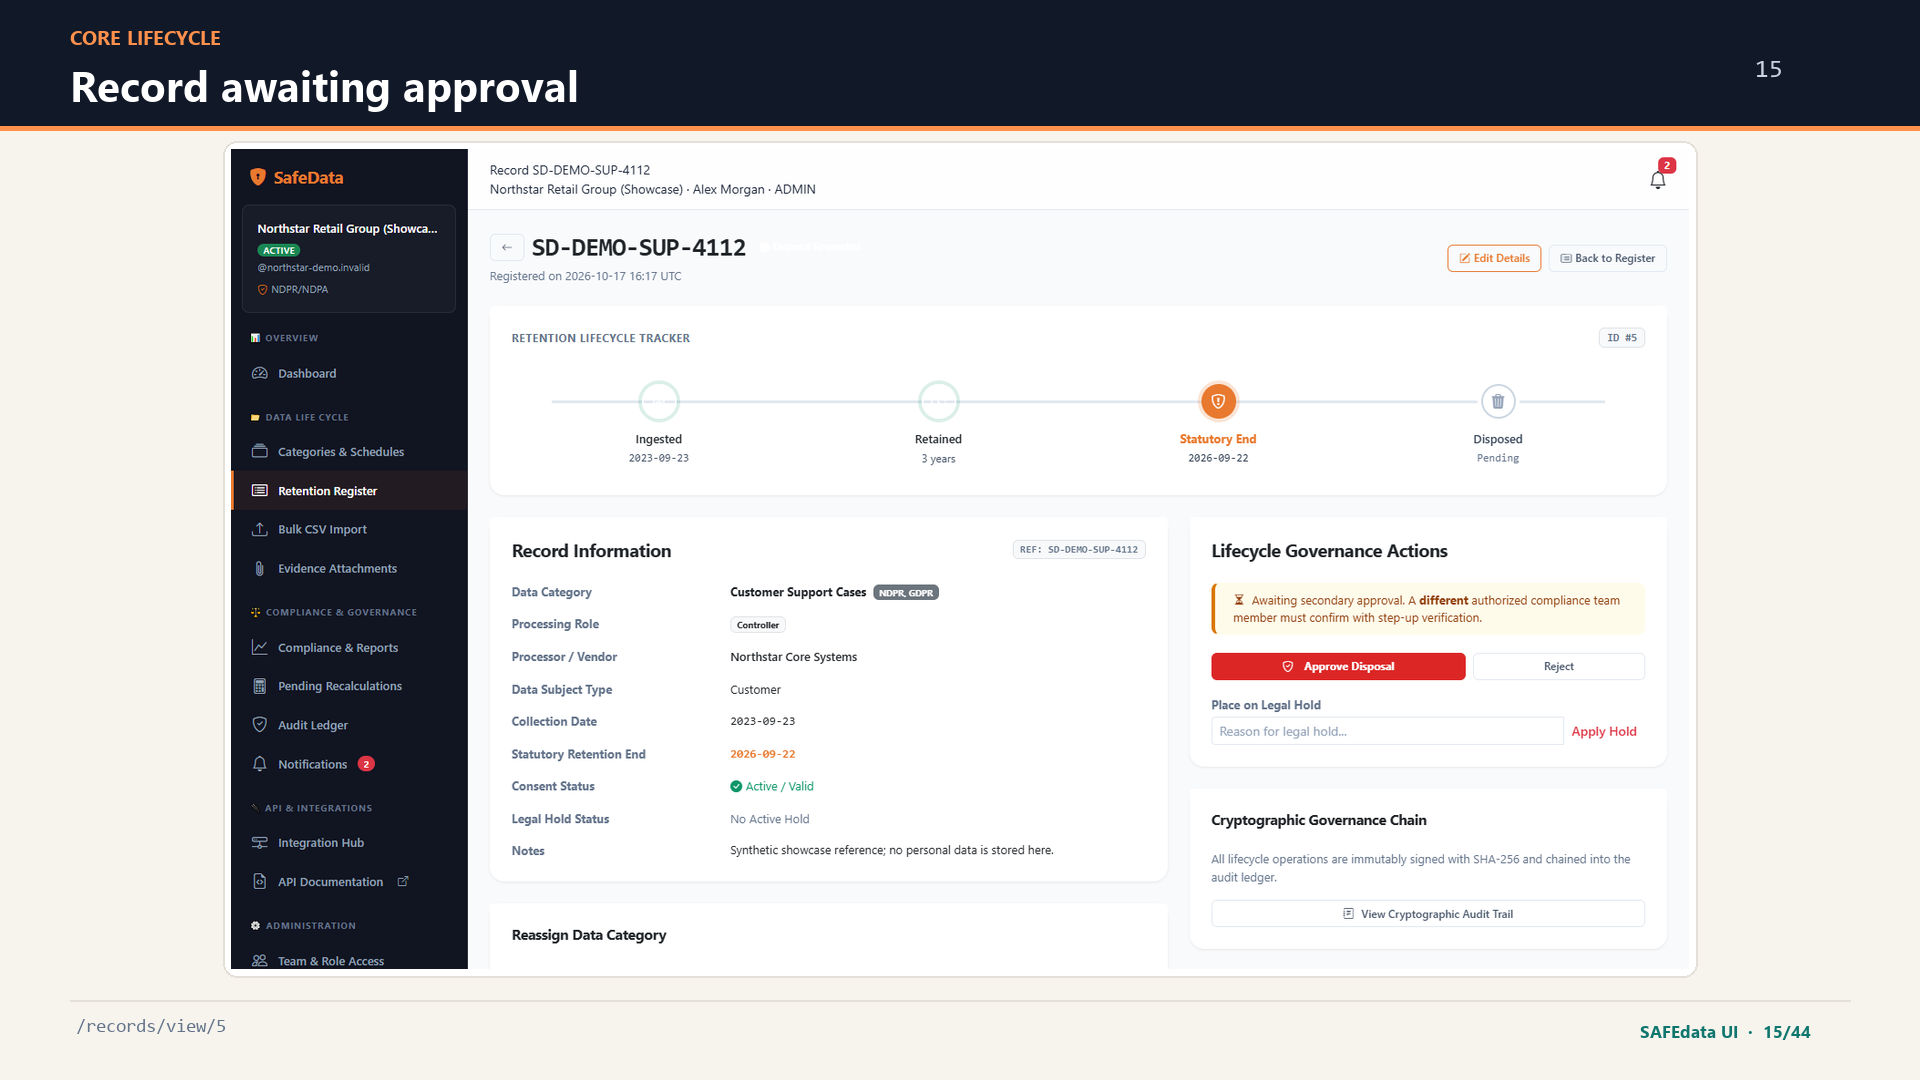 CORE LIFECYCLE
Record awaiting approval
15
SafeData
Northstar Retail Group (Showca...
ACTIVE
@northstar-demo.invalid
NDPR/NDPA
OVERVIEW
Dashboard
DATA LIFE CYCLE
Categories & Schedules
Retention Register
Bulk CSV Import
Evidence Attachments
COMPLIANCE & GOVERNANCE
Compliance & Reports
Pending Recalculations
Audit Ledger
Notifications 2
API & INTEGRATIONS
Integration Hub
API Documentation
ADMINISTRATION
Team & Role Access
Record SD-DEMO-SUP-4112
Northstar Retail Group (Showcase) · Alex Morgan · ADMIN
2
SD-DEMO-SUP-4112
Registered on 2026-10-17 16:17 UTC
Edit Details
Back to Register
RETENTION LIFECYCLE TRACKER
ID #5
Ingested
2023-09-23
Retained
3 years
Statutory End
2026-09-22
Disposed
Pending
Record Information
REF: SD-DEMO-SUP-4112
Data Category Customer Support Cases NDPR, GDPR
Processing Role Controller
Processor / Vendor Northstar Core Systems
Data Subject Type Customer
Collection Date 2023-09-23
Statutory Retention End 2026-09-22
Consent Status Active / Valid
Legal Hold Status No Active Hold
Notes Synthetic showcase reference; no personal data is stored here.
Reassign Data Category
Lifecycle Governance Actions
Awaiting secondary approval. A different authorized compliance team
member must confirm with step-up verification.
Approve Disposal
Reject
Place on Legal Hold
Reason for legal hold...
Apply Hold
Cryptographic Governance Chain
All lifecycle operations are immutably signed with SHA-256 and chained into the
audit ledger.
View Cryptographic Audit Trail
/records/view/5
SAFEdata UI · 15/44